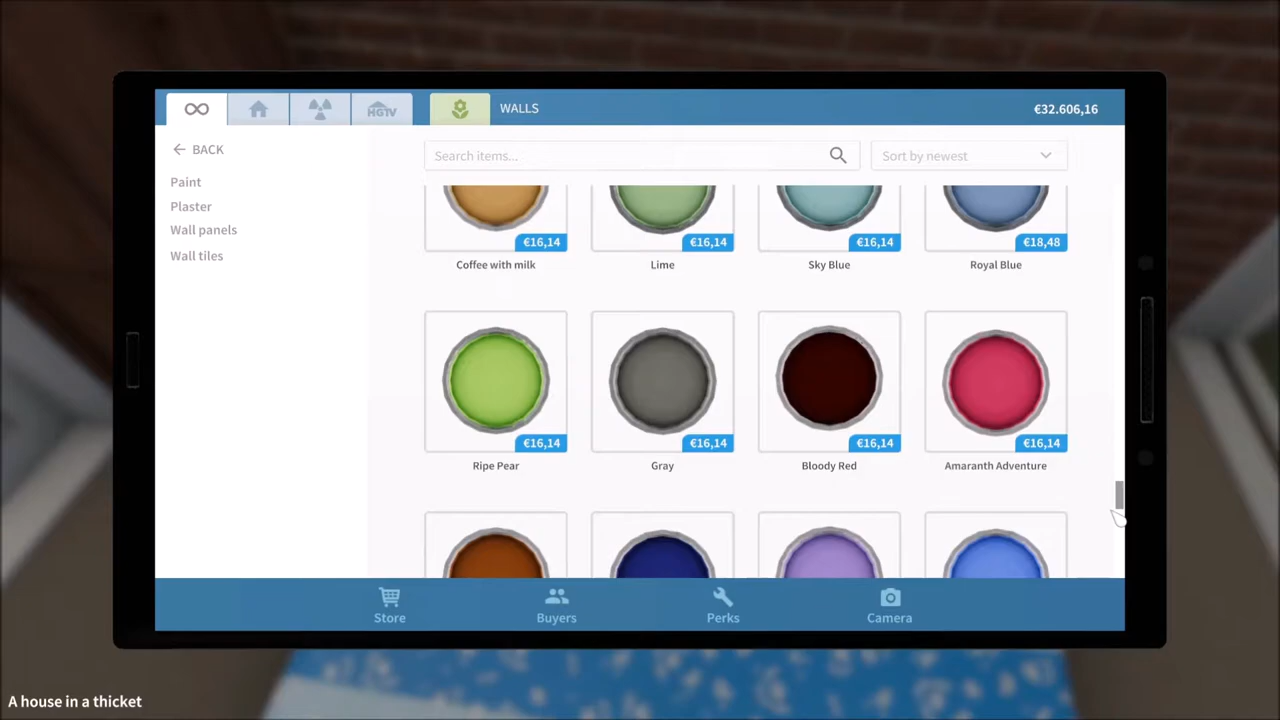 HGTV
WALLS
€32.606,16
BACK
Search items...
Sort by newest
Paint
Plaster
Wall panels
Wall tiles
€16,14
€16,14
€16,14
€18,48
Coffee with milk
Lime
Sky Blue
Royal Blue
€16,14
€16,14
€16,14
€16,14
Ripe Pear
Gray
Bloody Red
Amaranth Adventure
Store
Buyers
Perks
Camera
A house in a thicket